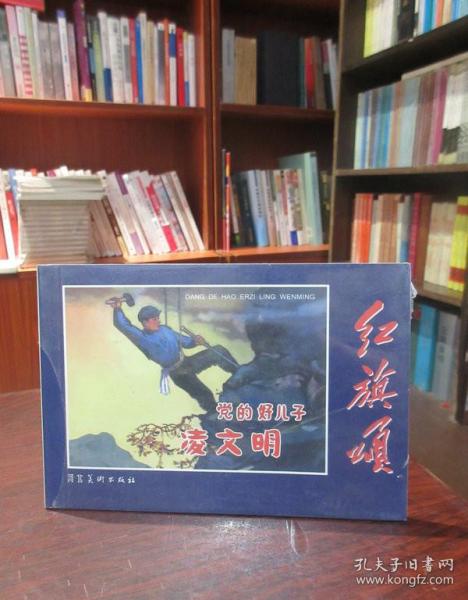 DANG DE HAO ERZI LING WENMING
党的好儿子
凌文明
红旗颂
河北美术出版社
孔夫子旧书网
www.kongfz.com